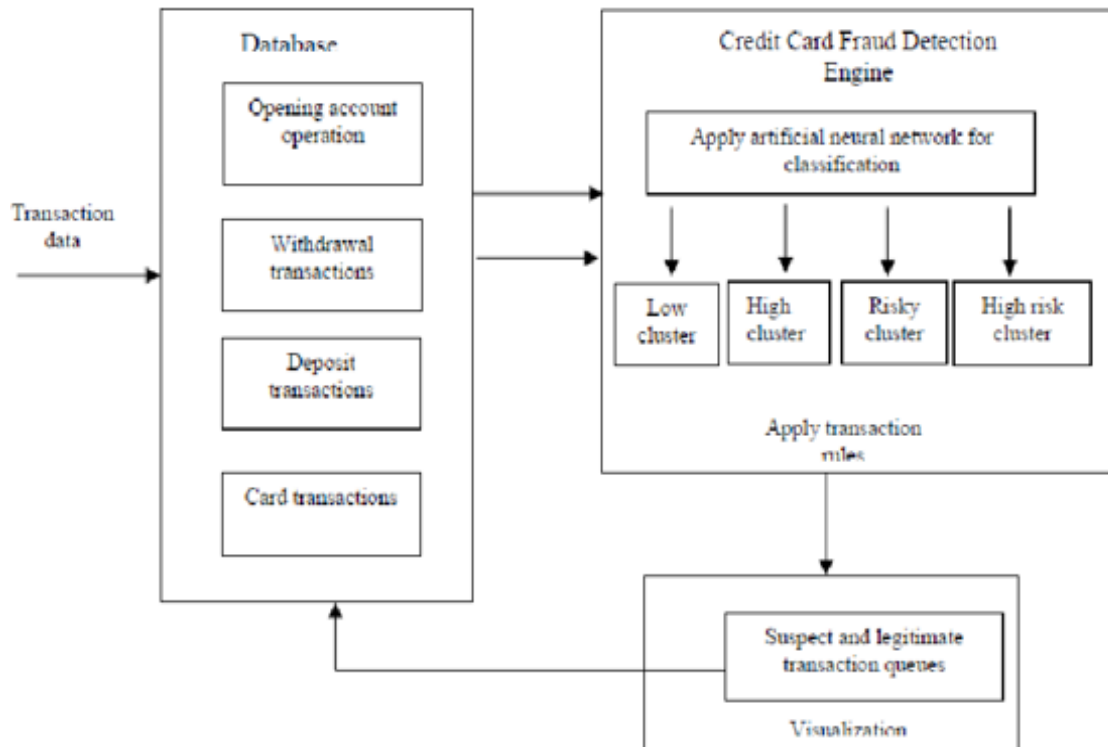 Transaction
data
Database
Opening account
operation
Withdrawal
transactions
Deposit
transactions
Card transactions
Credit Card Fraud Detection
Engine
Apply artificial neural network for
classification
Low
cluster
High
cluster
Risky
cluster
High risk
cluster
Apply transaction
rules
Suspect and legitimate
transaction queues
Visualization